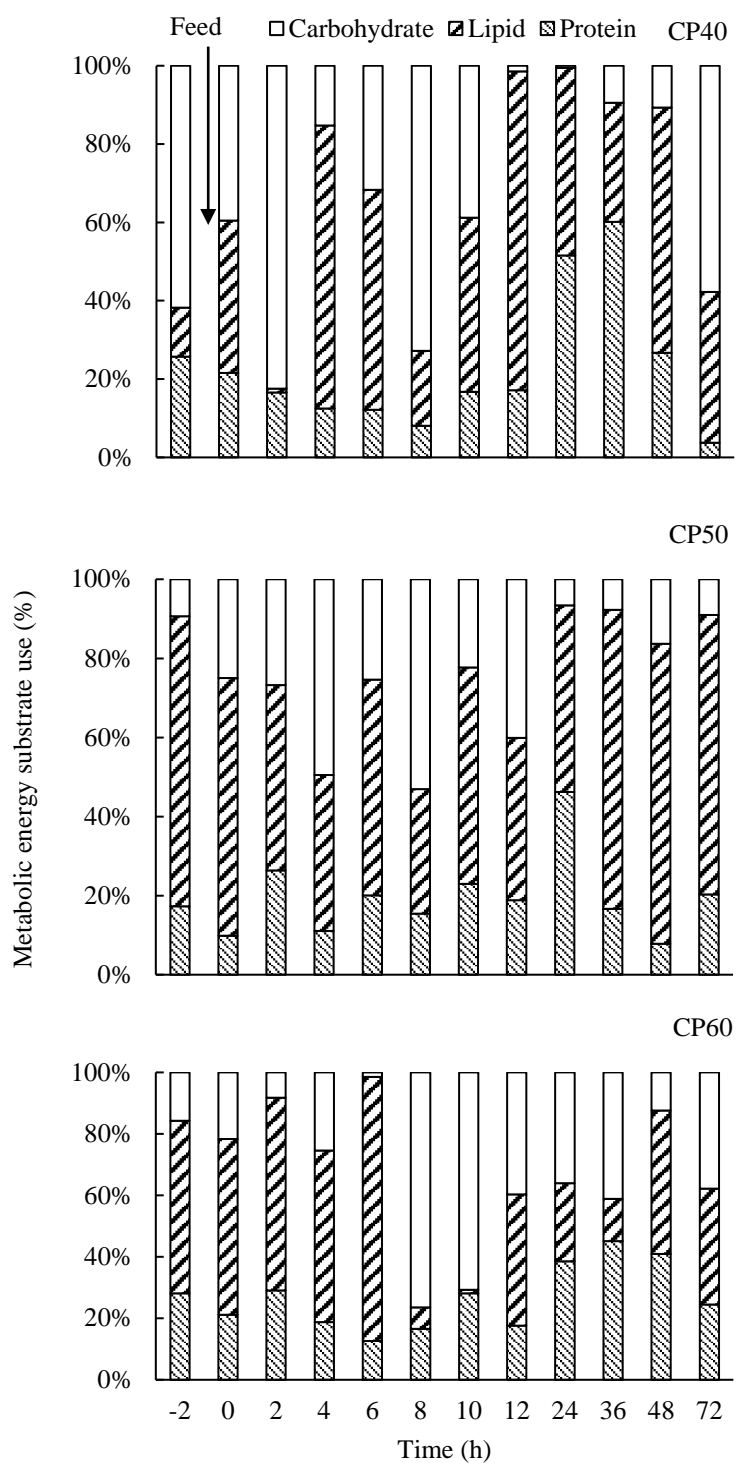 Feed
Carbohydrate Lipid Protein
CP40
100%
80%
60%
40%
20%
0%
CP50
100%
80%
60%
40%
20%
0%
Metabolic energy substrate use (%)
CP60
100%
80%
60%
40%
20%
0%
-2 0 2 4 6 8 10 12 24 36 48 72
Time (h)